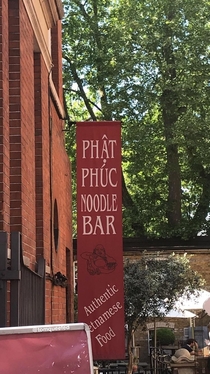 PHẬT
PHÚC
NOODLE
BAR
Authentic
Vietnamese
Food